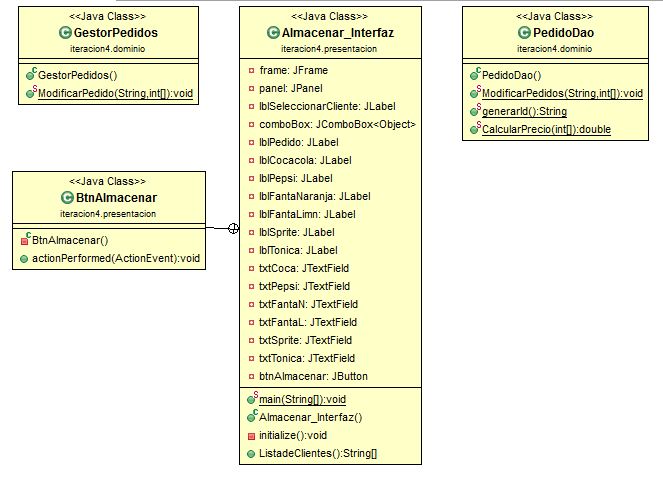 <<Java Class>>
GestorPedidos
iteracion4.dominio
GestorPedidos()
ModificarPedido(String,int[]):void
<<Java Class>>
BtnAlmacenar
iteracion4.presentacion
BtnAlmacenar()
actionPerformed(ActionEvent):void
<<Java Class>>
Almacenar_Interfaz
iteracion4.presentacion
frame: JFrame
panel: JPanel
lblSeleccionarCliente: JLabel
comboBox: JComboBox<Object>
lblPedido: JLabel
lblCocacola: JLabel
lblPepsi: JLabel
lblFantaNaranja: JLabel
lblFantaLimn: JLabel
lblSprite: JLabel
lblTonica: JLabel
txtCoca: JTextField
txtPepsi: JTextField
txtFantaN: JTextField
txtFantaL: JTextField
txtSprite: JTextField
txtTonica: JTextField
btnAlmacenar: JButton
main(String[]):void
Almacenar_Interfaz()
initialize():void
ListadeClientes():String[]
<<Java Class>>
PedidoDao
iteracion4.dominio
PedidoDao()
ModificarPedidos(String,int[]):void
generarId():String
CalcularPrecio(int[]):double